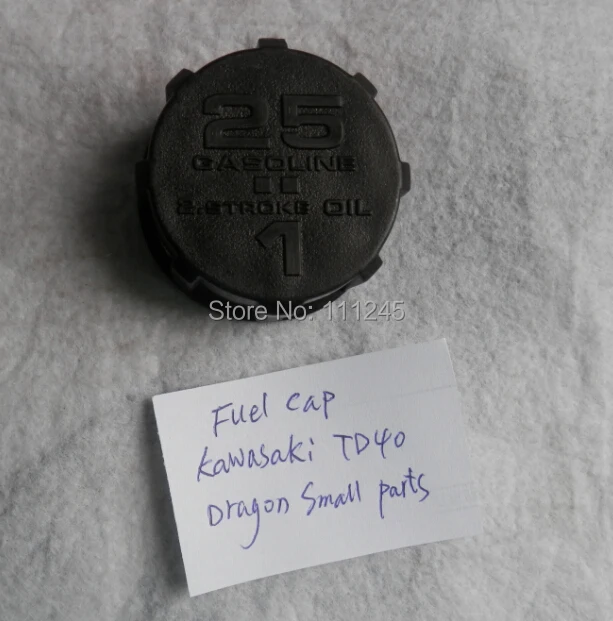 25
GASOLINE
:
2-STROKE OIL
1
Store No: 111245
Fuel cap
Kawasaki TD40
Dragon Small parts